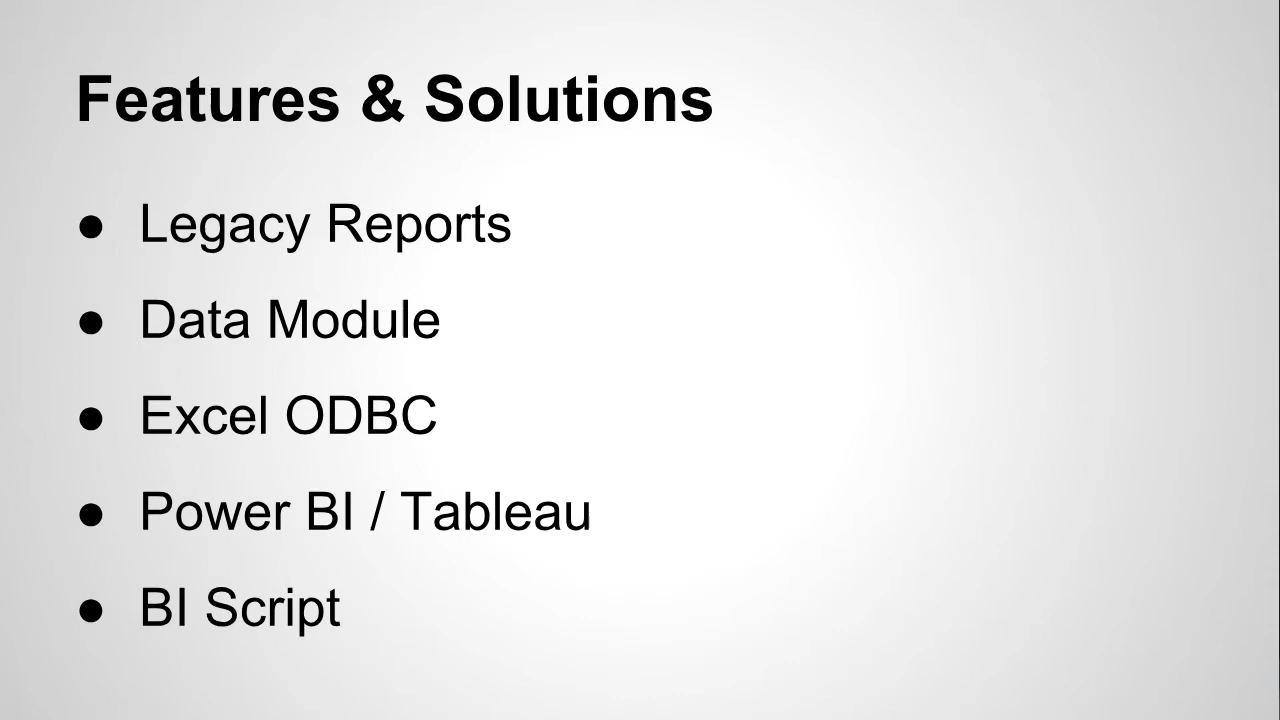 Features & Solutions
● Legacy Reports
● Data Module
● Excel ODBC
● Power BI / Tableau
● BI Script